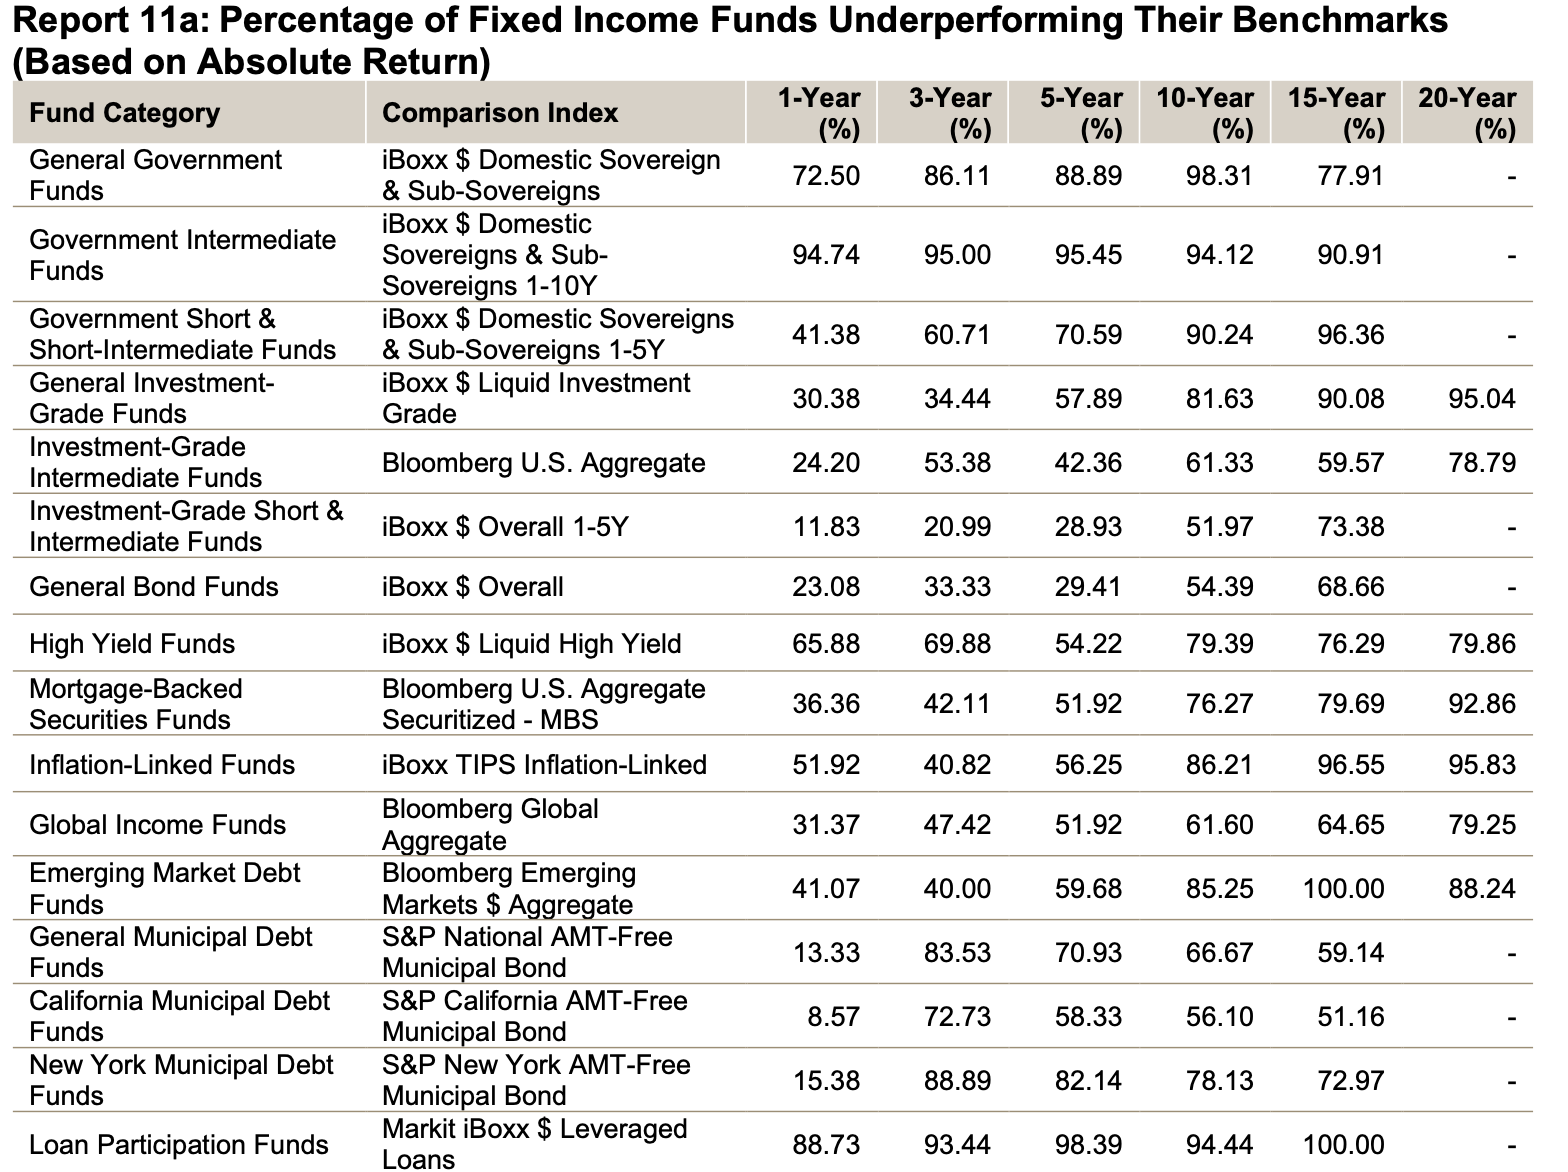 Report 11a: Percentage of Fixed Income Funds Underperforming Their Benchmarks
(Based on Absolute Return)
Fund Category Comparison Index 1-Year (%) 3-Year (%) 5-Year (%) 10-Year (%) 15-Year (%) 20-Year (%)
General Government Funds iBoxx $ Domestic Sovereign & Sub-Sovereigns 72.50 86.11 88.89 98.31 77.91 -
Government Intermediate Funds iBoxx $ Domestic Sovereigns & Sub-Sovereigns 1-10Y 94.74 95.00 95.45 94.12 90.91 -
Government Short & Short-Intermediate Funds iBoxx $ Domestic Sovereigns & Sub-Sovereigns 1-5Y 41.38 60.71 70.59 90.24 96.36 -
General Investment-Grade Funds iBoxx $ Liquid Investment Grade 30.38 34.44 57.89 81.63 90.08 95.04
Investment-Grade Intermediate Funds Bloomberg U.S. Aggregate 24.20 53.38 42.36 61.33 59.57 78.79
Investment-Grade Short & Intermediate Funds iBoxx $ Overall 1-5Y 11.83 20.99 28.93 51.97 73.38 -
General Bond Funds iBoxx $ Overall 23.08 33.33 29.41 54.39 68.66 -
High Yield Funds iBoxx $ Liquid High Yield 65.88 69.88 54.22 79.39 76.29 79.86
Mortgage-Backed Securities Funds Bloomberg U.S. Aggregate Securitized - MBS 36.36 42.11 51.92 76.27 79.69 92.86
Inflation-Linked Funds iBoxx TIPS Inflation-Linked 51.92 40.82 56.25 86.21 96.55 95.83
Global Income Funds Bloomberg Global Aggregate 31.37 47.42 51.92 61.60 64.65 79.25
Emerging Market Debt Funds Bloomberg Emerging Markets $ Aggregate 41.07 40.00 59.68 85.25 100.00 88.24
General Municipal Debt Funds S&P National AMT-Free Municipal Bond 13.33 83.53 70.93 66.67 59.14 -
California Municipal Debt Funds S&P California AMT-Free Municipal Bond 8.57 72.73 58.33 56.10 51.16 -
New York Municipal Debt Funds S&P New York AMT-Free Municipal Bond 15.38 88.89 82.14 78.13 72.97 -
Loan Participation Funds Markit iBoxx $ Leveraged Loans 88.73 93.44 98.39 94.44 100.00 -